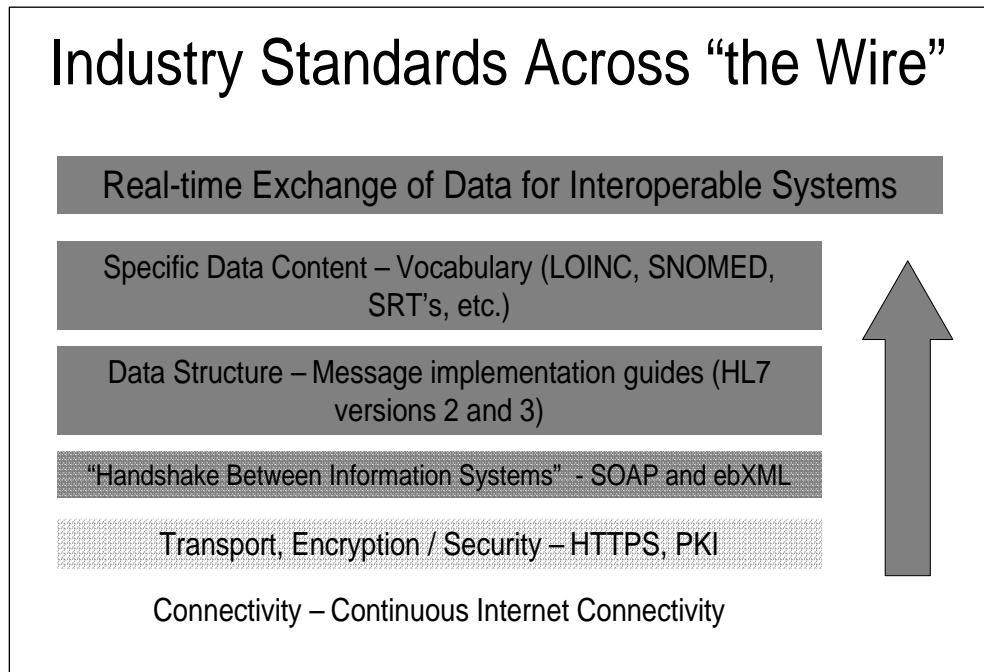 Industry Standards Across “the Wire”
Real-time Exchange of Data for Interoperable Systems
Specific Data Content – Vocabulary (LOINC, SNOMED,
SRT’s, etc.)
Data Structure – Message implementation guides (HL7
versions 2 and 3)
“Handshake Between Information Systems” - SOAP and ebXML
Transport, Encryption / Security – HTTPS, PKI
Connectivity – Continuous Internet Connectivity